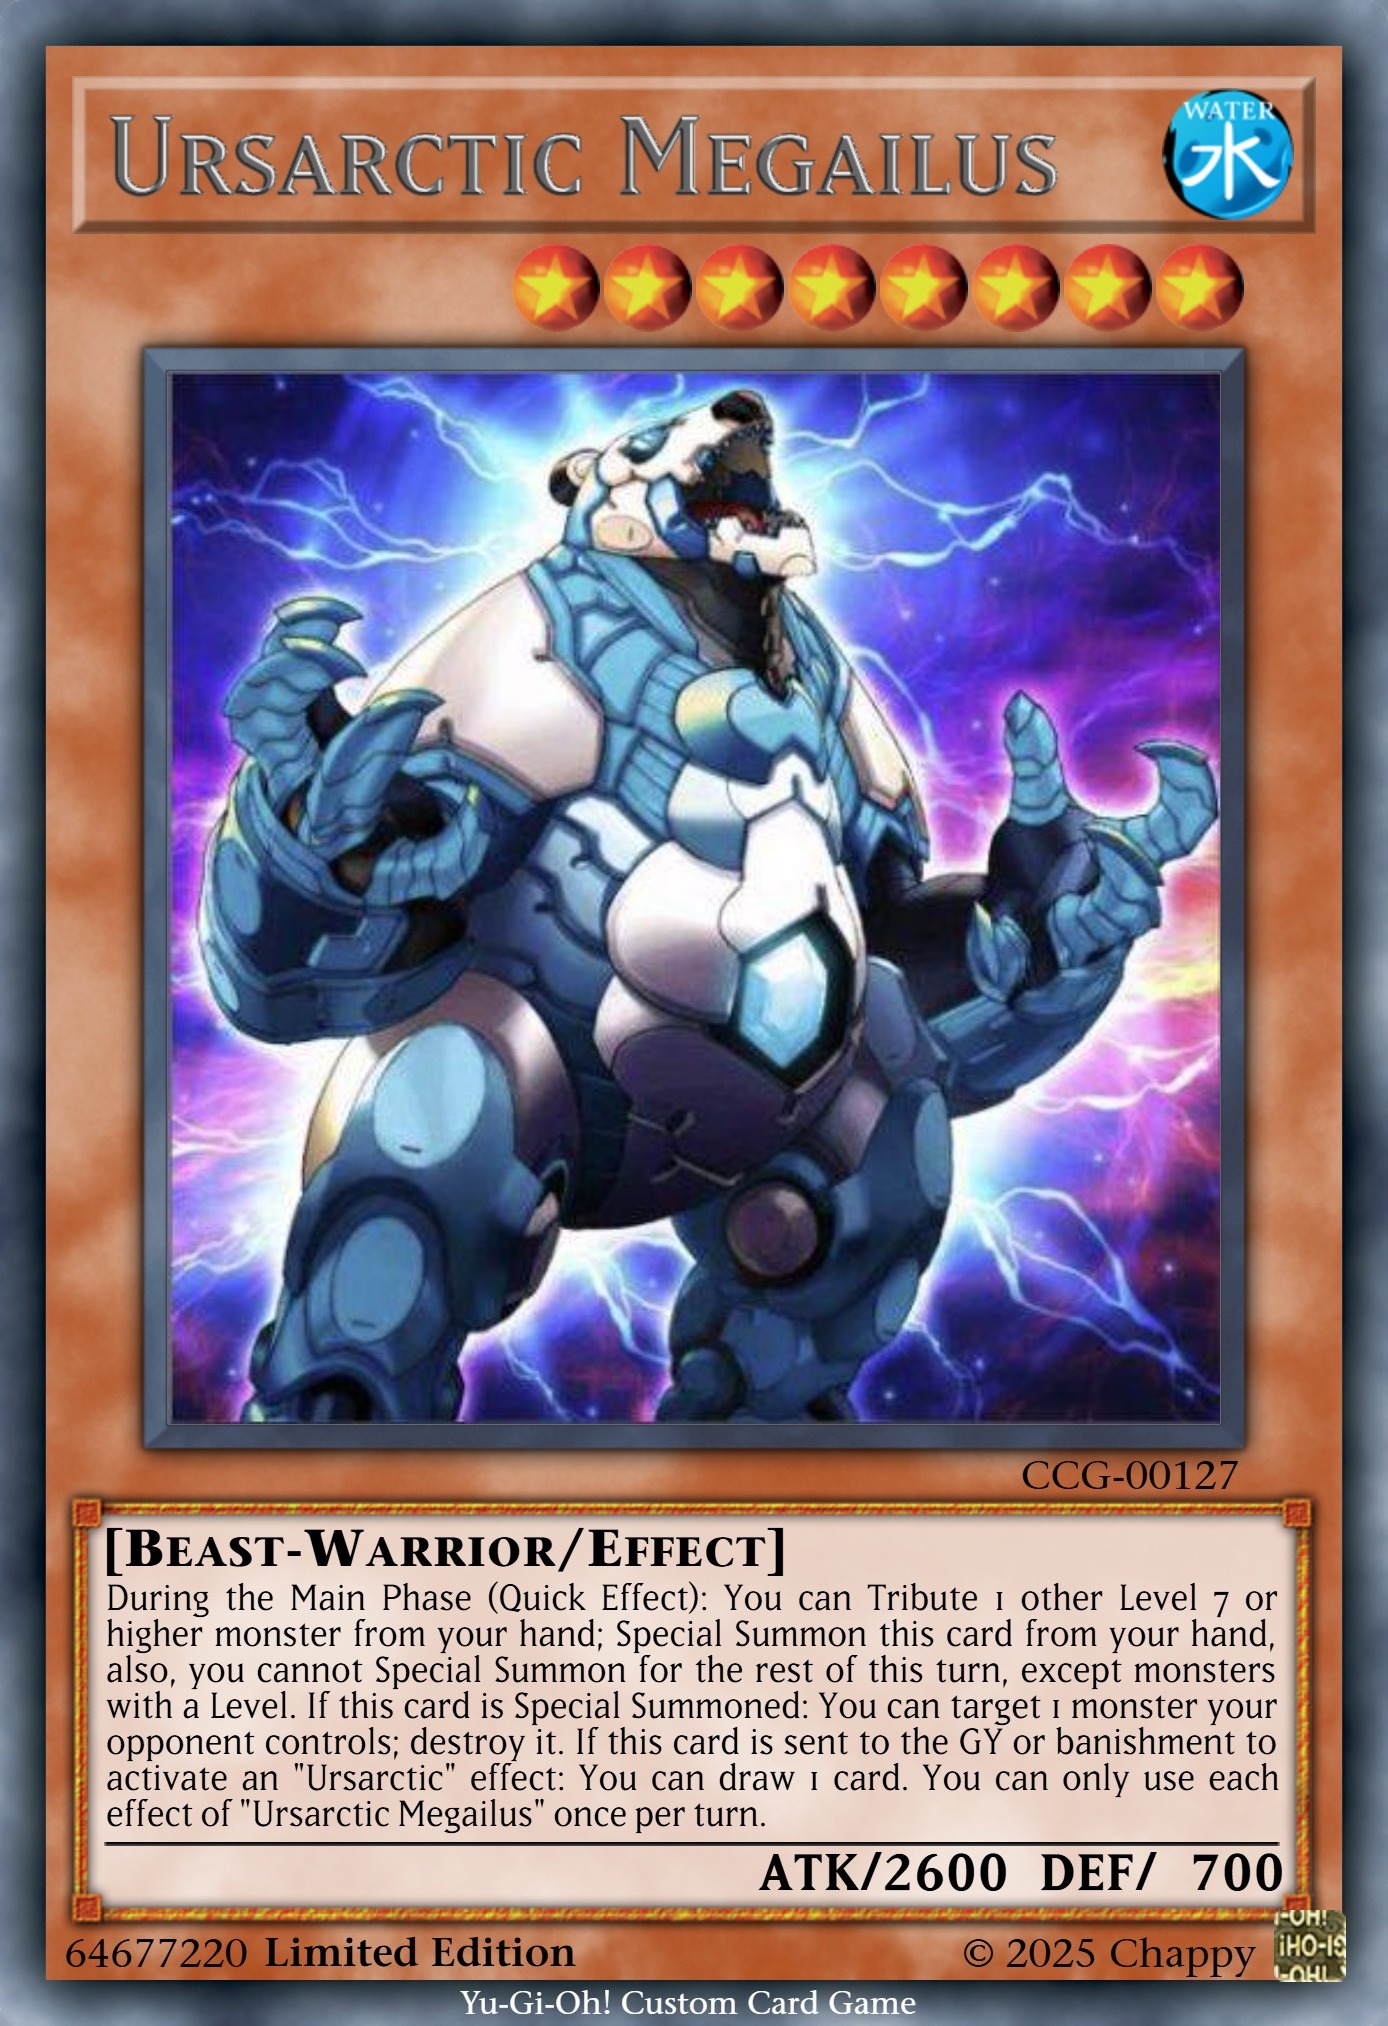 Ursarctic Megailus
WATER
水
CCG-00127
[Beast-Warrior/Effect]
During the Main Phase (Quick Effect): You can Tribute 1 other Level 7 or
higher monster from your hand; Special Summon this card from your hand,
also, you cannot Special Summon for the rest of this turn, except monsters
with a Level. If this card is Special Summoned: You can target 1 monster your
opponent controls; destroy it. If this card is sent to the GY or banishment to
activate an "Ursarctic" effect: You can draw 1 card. You can only use each
effect of "Ursarctic Megailus" once per turn.
ATK/2600 DEF/ 700
64677220 Limited Edition
© 2025 Chappy
Yu-Gi-Oh! Custom Card Game